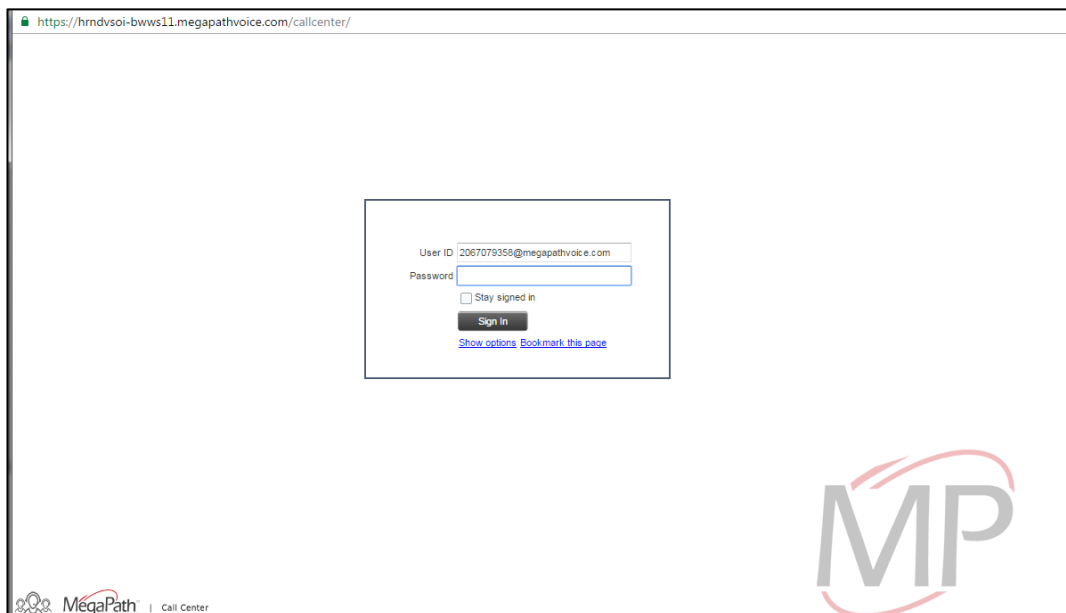 https://hrndvsoi-bwws11.megapathvoice.com/callcenter/
User ID 2067079358@megapathvoice.com
Password
Stay signed in
Sign In
Show options Bookmark this page
MP
MegaPath | Call Center